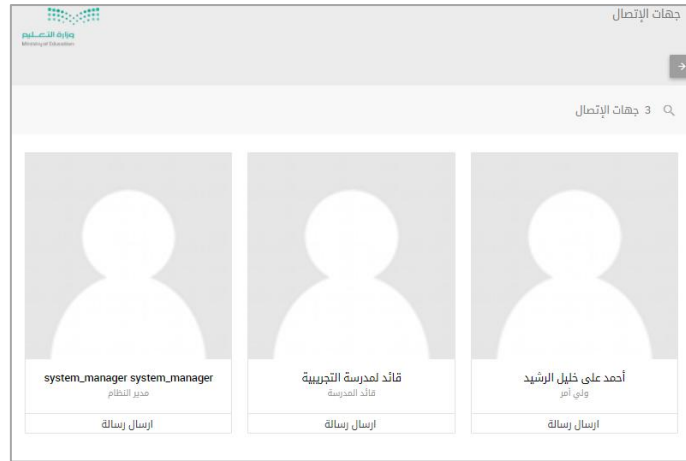 جهات الإتصال
وزارة التعليم
Ministry of Education
3 جهات الإتصال
أحمد على خليل الرشيد
ولي أمر
ارسال رسالة
قائد لمدرسة التجريبية
قائد المدرسة
ارسال رسالة
system_manager system_manager
مدير النظام
ارسال رسالة